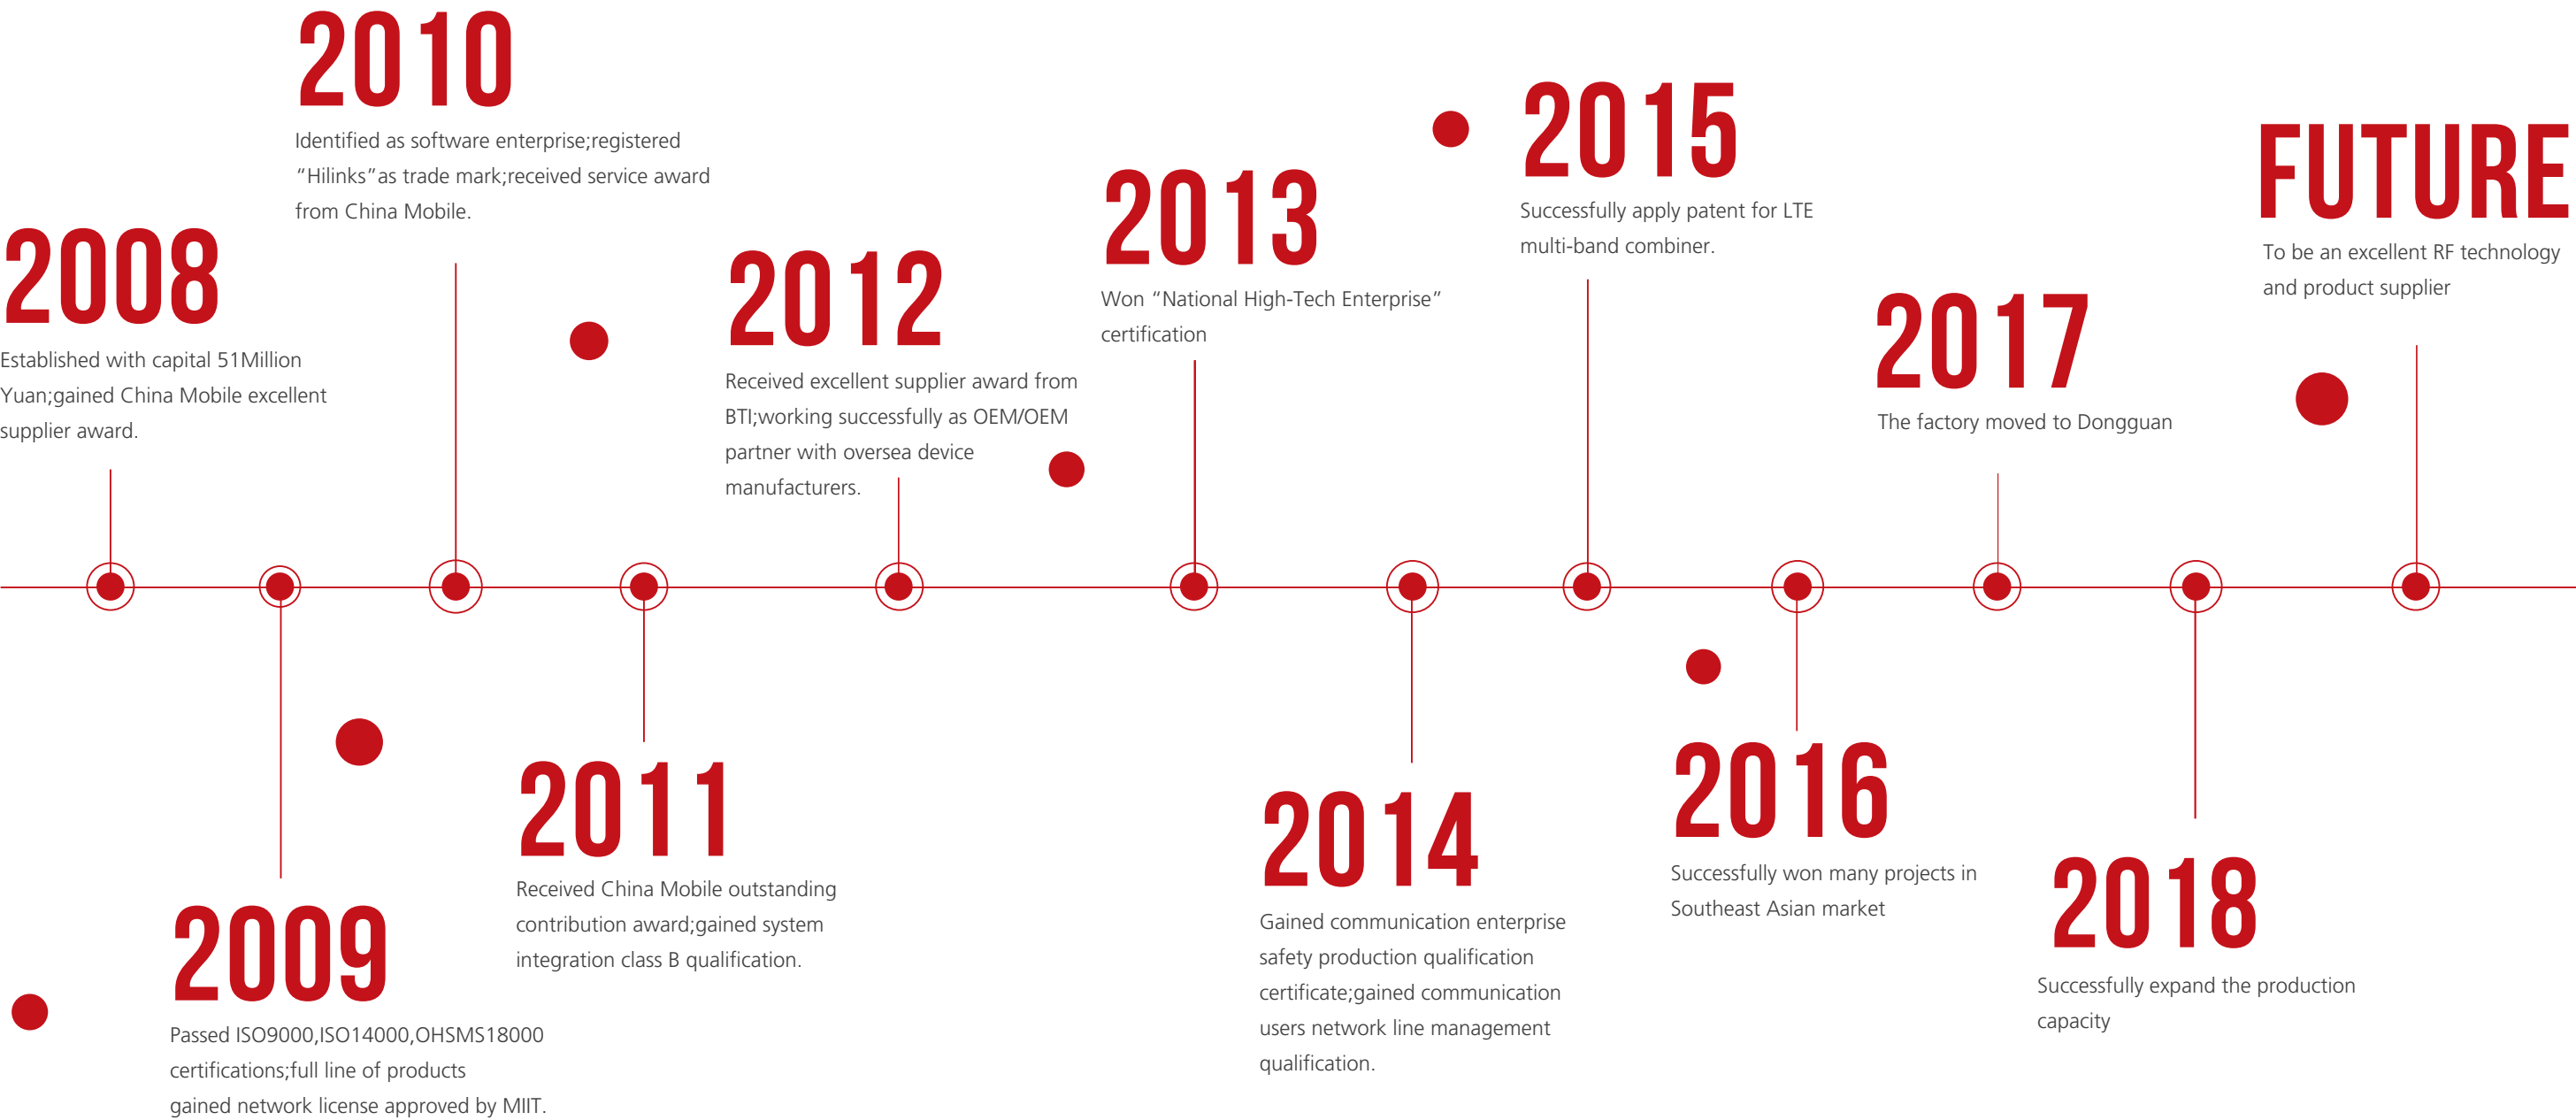 2008
Established with capital 51Million
Yuan;gained China Mobile excellent
supplier award.
2009
Passed ISO9000,ISO14000,OHSMS18000
certifications;full line of products
gained network license approved by MIIT.
2010
Identified as software enterprise;registered
“Hilinks”as trade mark;received service award
from China Mobile.
2011
Received China Mobile outstanding
contribution award;gained system
integration class B qualification.
2012
Received excellent supplier award from
BTI;working successfully as OEM/OEM
partner with oversea device
manufacturers.
2013
Won “National High-Tech Enterprise”
certification
2014
Gained communication enterprise
safety production qualification
certificate;gained communication
users network line management
qualification.
2015
Successfully apply patent for LTE
multi-band combiner.
2016
Successfully won many projects in
Southeast Asian market
2017
The factory moved to Dongguan
2018
Successfully expand the production
capacity
FUTURE
To be an excellent RF technology
and product supplier